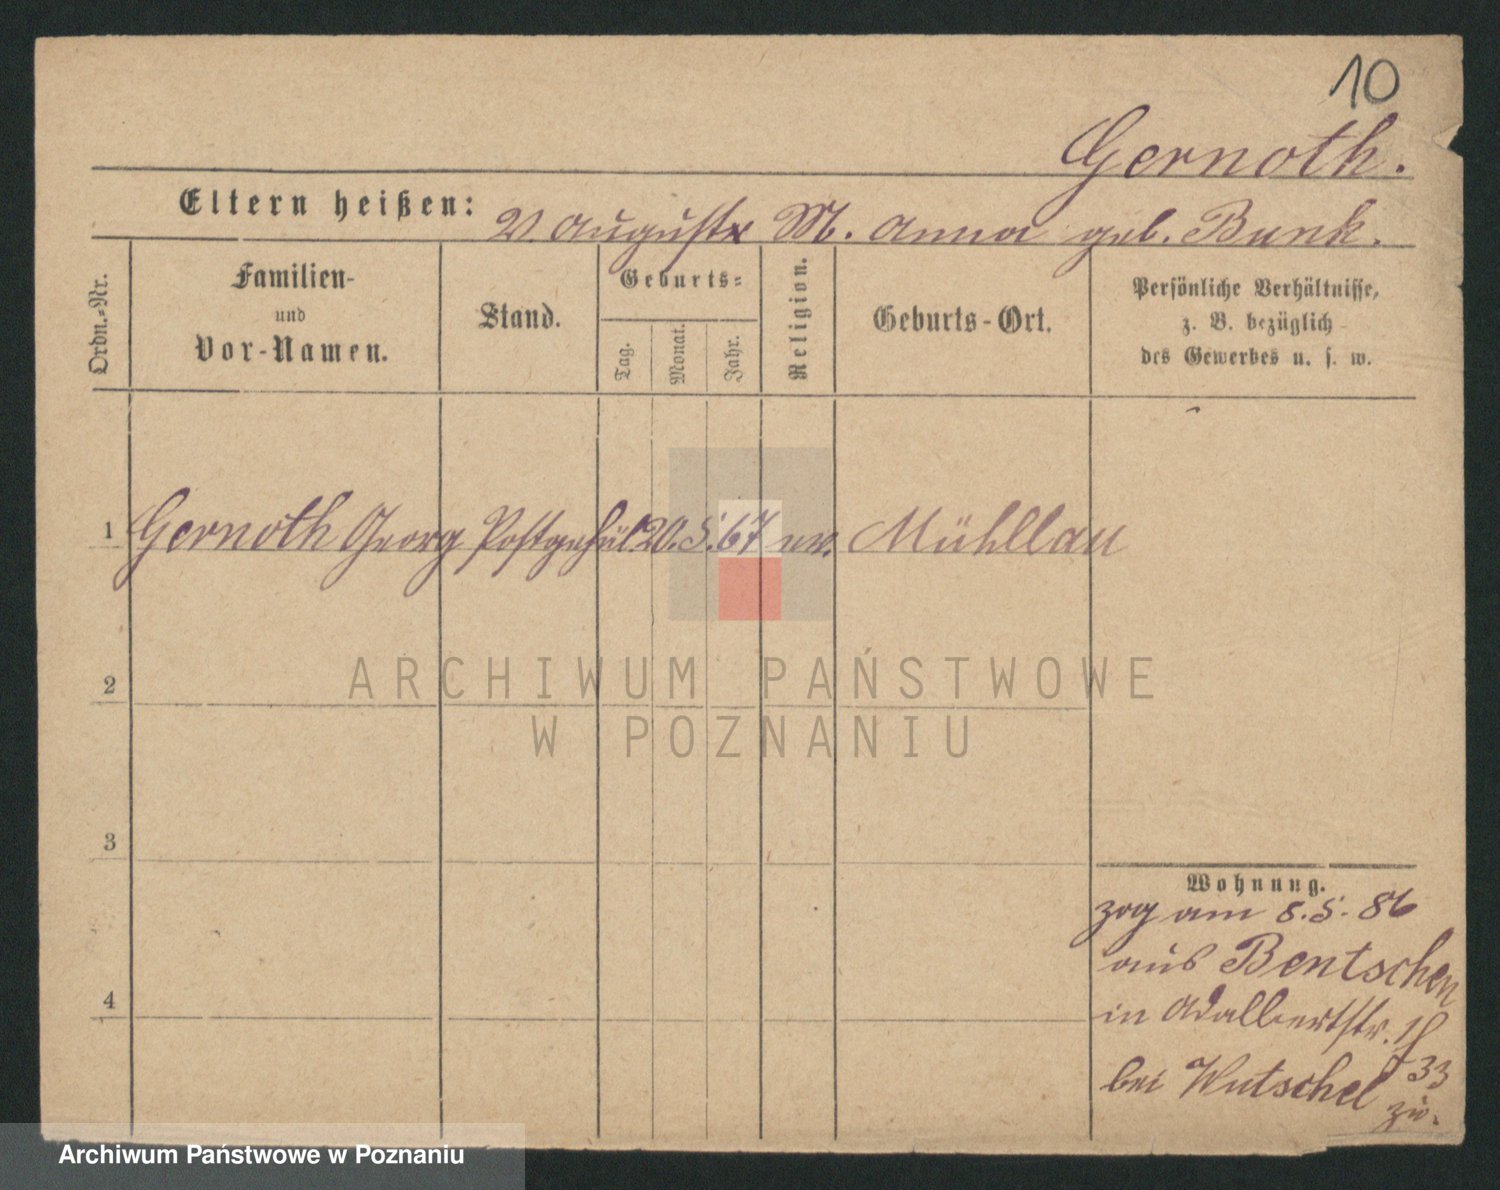 10
Gernoth.
Eltern heißen: V. August M. Anna geb. Bunk.
Ordn.-Nr.
Familien-
und
Vor-Namen.
Stand.
Geburts-
Tag.
Monat.
Jahr.
Religion.
Geburts-Ort.
Persönliche Verhältnisse,
z. B. bezüglich
des Gewerbes u. s. w.
1 Gernoth Georg Postgehül. 20. 5. 67 ev. Mühllau
2
ARCHIWUM PAŃSTWOWE
W POZNANIU
3
Wohnung.
zog am 8.5.86
aus Bentschen
4
in Adalbertstr.
bei Wutschel 33
zu.
Archiwum Państwowe w Poznaniu